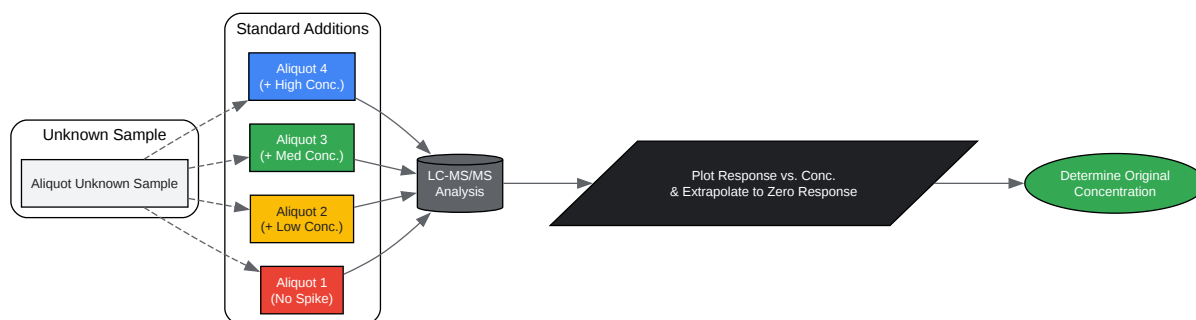 Unknown Sample
Aliquot Unknown Sample
Standard Additions
Aliquot 4
(+ High Conc.)
Aliquot 3
(+ Med Conc.)
Aliquot 2
(+ Low Conc.)
Aliquot 1
(No Spike)
LC-MS/MS
Analysis
Plot Response vs. Conc.
& Extrapolate to Zero Response
Determine Original
Concentration